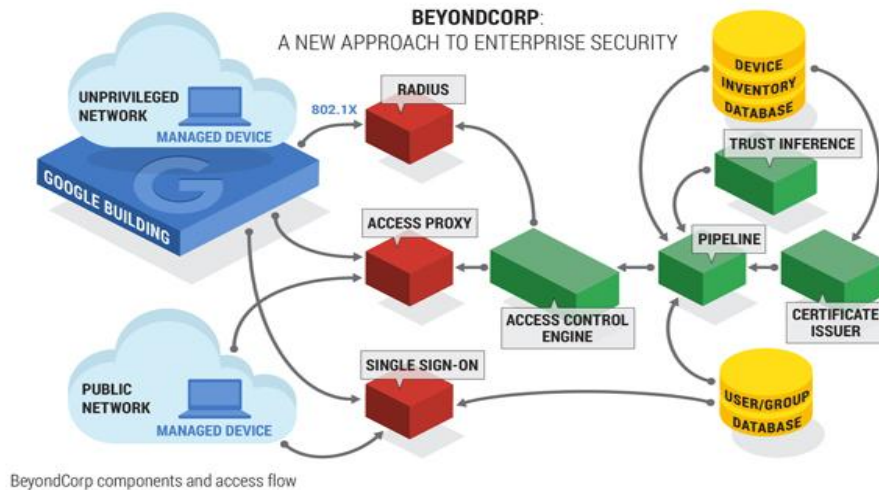 BEYONDCORP:
A NEW APPROACH TO ENTERPRISE SECURITY
UNPRIVILEGED
NETWORK
MANAGED DEVICE
GOOGLE BUILDING
G
802.1X
RADIUS
DEVICE
INVENTORY
DATABASE
TRUST INFERENCE
ACCESS PROXY
PIPELINE
ACCESS CONTROL
ENGINE
CERTIFICATE
ISSUER
PUBLIC
NETWORK
MANAGED DEVICE
SINGLE SIGN-ON
USER/GROUP
DATABASE
BeyondCorp components and access flow